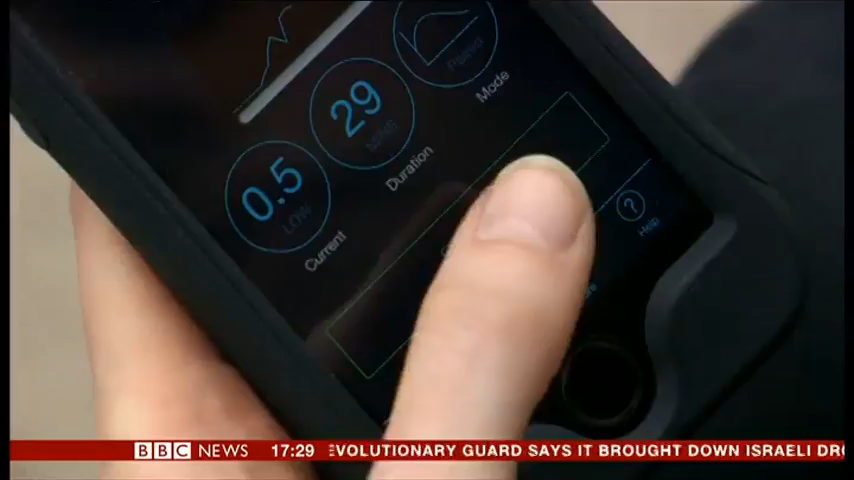 0.5
LOW
Current
29
MINS
Duration
Mode
?
Help
BBC NEWS 17:29 EVOLUTIONARY GUARD SAYS IT BROUGHT DOWN ISRAELI DRO